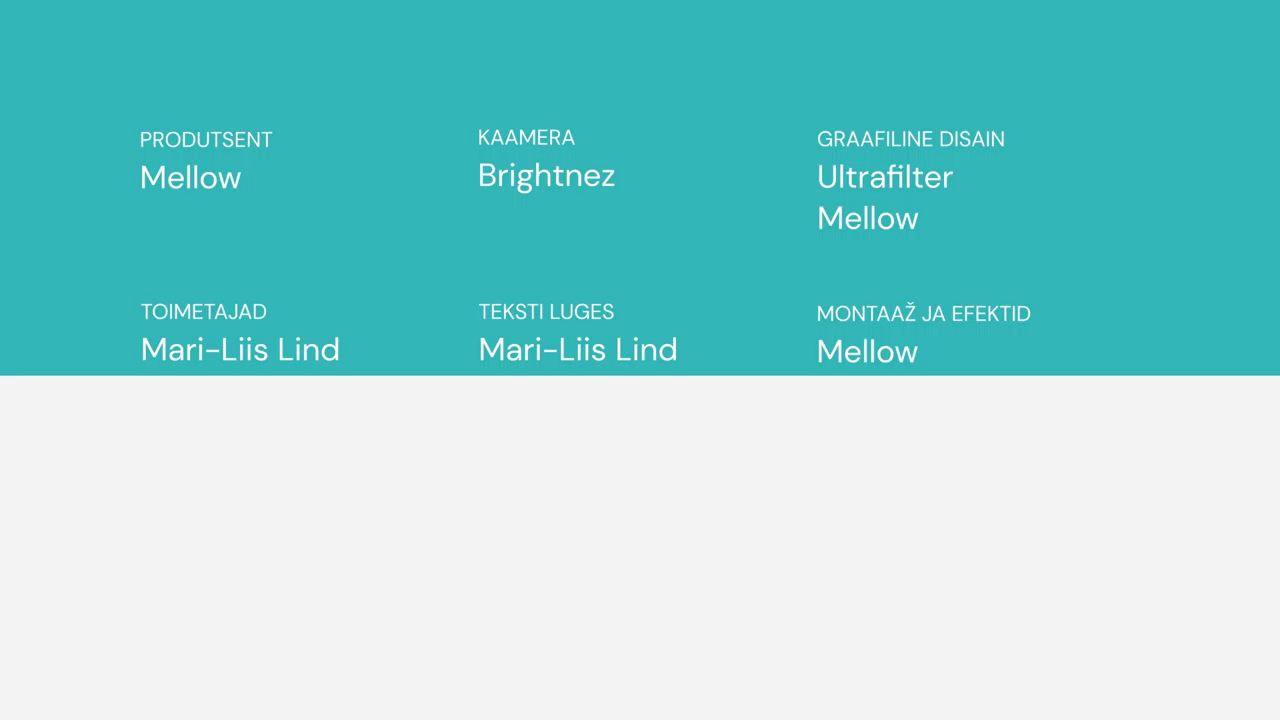 PRODUTSENT
Mellow
KAAMERA
Brightnez
GRAAFILINE DISAIN
Ultrafilter
Mellow
TOIMETAJAD
Mari-Liis Lind
TEKSTI LUGES
Mari-Liis Lind
MONTAAŽ JA EFEKTID
Mellow